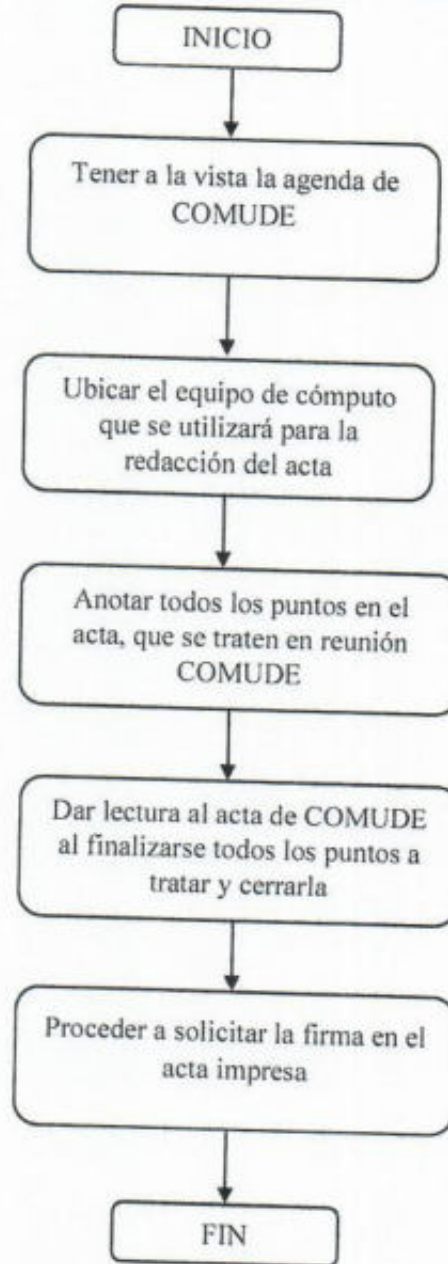 INICIO
Tener a la vista la agenda de
COMUDE
Ubicar el equipo de cómputo
que se utilizará para la
redacción del acta
Anotar todos los puntos en el
acta, que se traten en reunión
COMUDE
Dar lectura al acta de COMUDE
al finalizarse todos los puntos a
tratar y cerrarla
Proceder a solicitar la firma en el
acta impresa
FIN